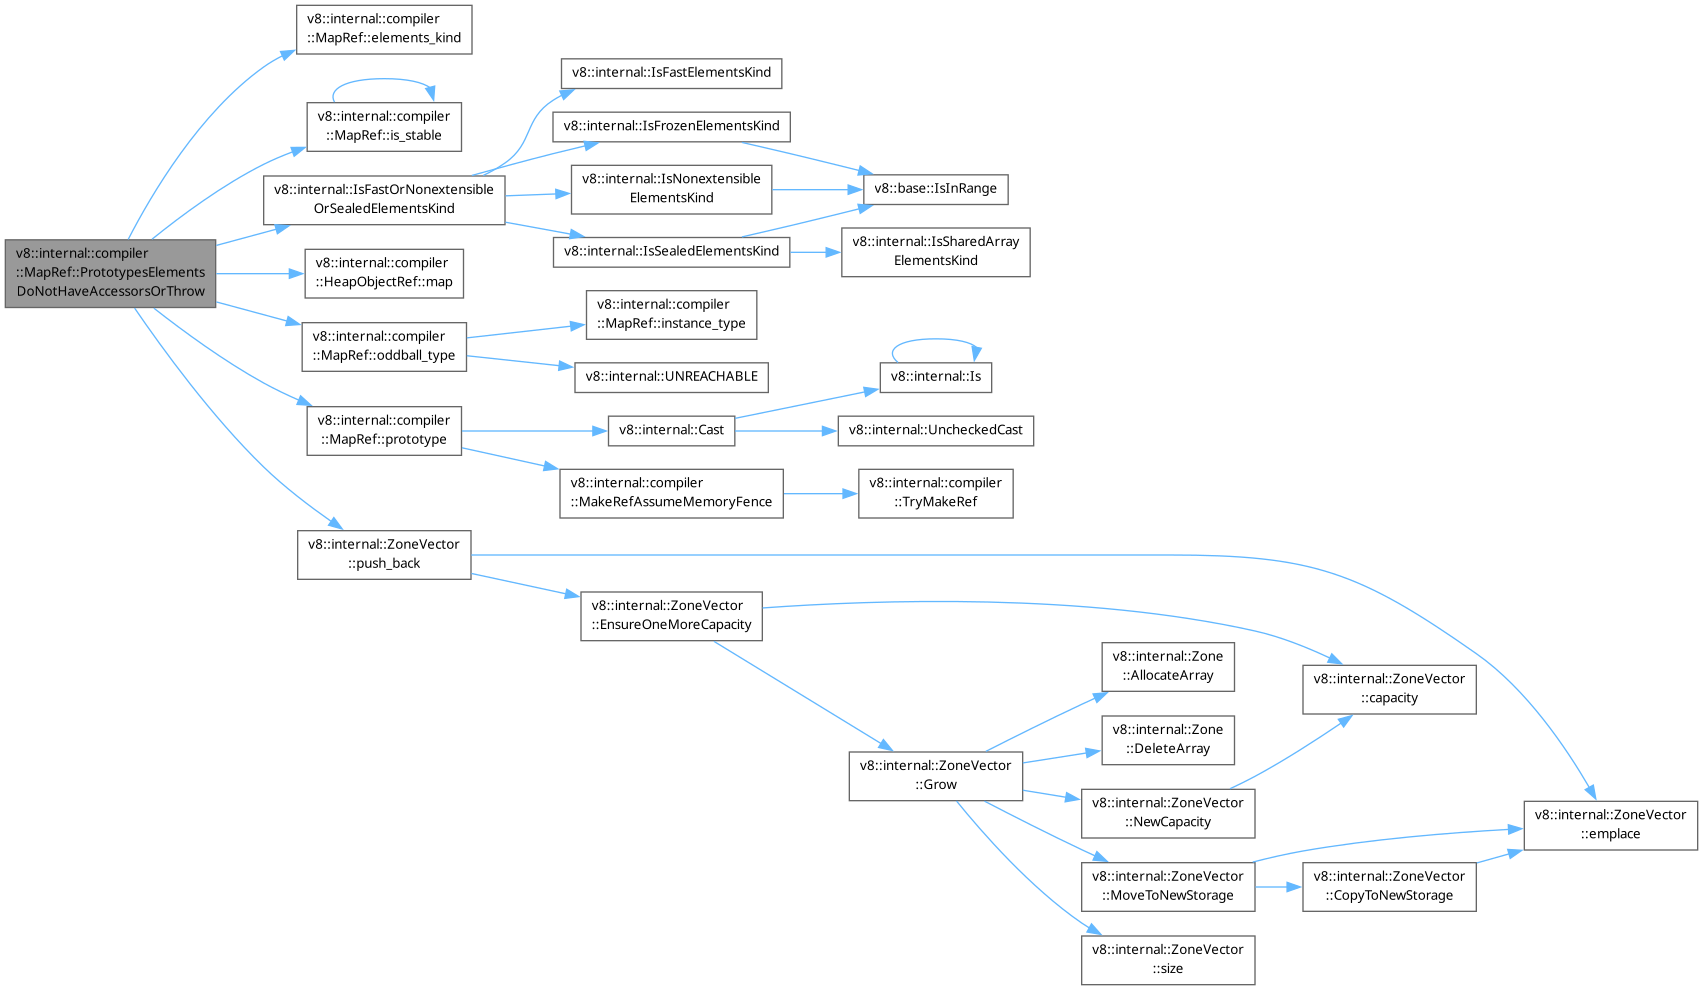 v8::internal::compiler
::MapRef::elements_kind
v8::internal::IsFastElementsKind
v8::internal::compiler
::MapRef::is_stable
v8::internal::IsFrozenElementsKind
v8::internal::IsFastOrNonextensible
OrSealedElementsKind
v8::internal::IsNonextensible
ElementsKind
v8::base::IsInRange
v8::internal::compiler
::MapRef::PrototypesElements
DoNotHaveAccessorsOrThrow
v8::internal::IsSealedElementsKind
v8::internal::IsSharedArray
ElementsKind
v8::internal::compiler
::HeapObjectRef::map
v8::internal::compiler
::MapRef::instance_type
v8::internal::compiler
::MapRef::oddball_type
v8::internal::UNREACHABLE
v8::internal::Is
v8::internal::compiler
::MapRef::prototype
v8::internal::Cast
v8::internal::UncheckedCast
v8::internal::compiler
::MakeRefAssumeMemoryFence
v8::internal::compiler
::TryMakeRef
v8::internal::ZoneVector
::push_back
v8::internal::ZoneVector
::EnsureOneMoreCapacity
v8::internal::Zone
::AllocateArray
v8::internal::ZoneVector
::capacity
v8::internal::Zone
::DeleteArray
v8::internal::ZoneVector
::Grow
v8::internal::ZoneVector
::NewCapacity
v8::internal::ZoneVector
::emplace
v8::internal::ZoneVector
::MoveToNewStorage
v8::internal::ZoneVector
::CopyToNewStorage
v8::internal::ZoneVector
::size